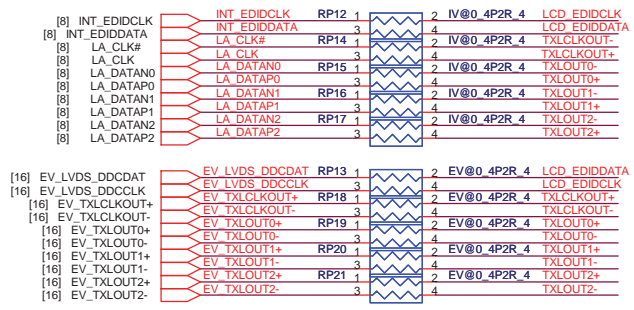 [8] INT_EDIDCLK INT_EDIDCLK RP12 1 2 IV@0_4P2R_4 LCD_EDIDCLK
[8] INT_EDIDDATA INT_EDIDDATA 3 4 LCD_EDIDDATA
[8] LA_CLK# LA_CLK# RP14 1 2 IV@0_4P2R_4 TXLCLKOUT-
[8] LA_CLK LA_CLK 3 4 TXLCLKOUT+
[8] LA_DATAN0 LA_DATAN0 RP15 1 2 IV@0_4P2R_4 TXLOUT0-
[8] LA_DATAP0 LA_DATAP0 3 4 TXLOUT0+
[8] LA_DATAN1 LA_DATAN1 RP16 1 2 IV@0_4P2R_4 TXLOUT1-
[8] LA_DATAP1 LA_DATAP1 3 4 TXLOUT1+
[8] LA_DATAN2 LA_DATAN2 RP17 1 2 IV@0_4P2R_4 TXLOUT2-
[8] LA_DATAP2 LA_DATAP2 3 4 TXLOUT2+
[16] EV_LVDS_DDCDAT EV_LVDS_DDCDAT RP13 1 2 EV@0_4P2R_4 LCD_EDIDDATA
[16] EV_LVDS_DDCCLK EV_LVDS_DDCCLK 3 4 LCD_EDIDCLK
[16] EV_TXLCLKOUT+ EV_TXLCLKOUT+ RP18 1 2 EV@0_4P2R_4 TXLCLKOUT+
[16] EV_TXLCLKOUT- EV_TXLCLKOUT- 3 4 TXLCLKOUT-
[16] EV_TXLOUT0+ EV_TXLOUT0+ RP19 1 2 EV@0_4P2R_4 TXLOUT0+
[16] EV_TXLOUT0- EV_TXLOUT0- 3 4 TXLOUT0-
[16] EV_TXLOUT1+ EV_TXLOUT1+ RP20 1 2 EV@0_4P2R_4 TXLOUT1+
[16] EV_TXLOUT1- EV_TXLOUT1- 3 4 TXLOUT1-
[16] EV_TXLOUT2+ EV_TXLOUT2+ RP21 1 2 EV@0_4P2R_4 TXLOUT2+
[16] EV_TXLOUT2- EV_TXLOUT2- 3 4 TXLOUT2-